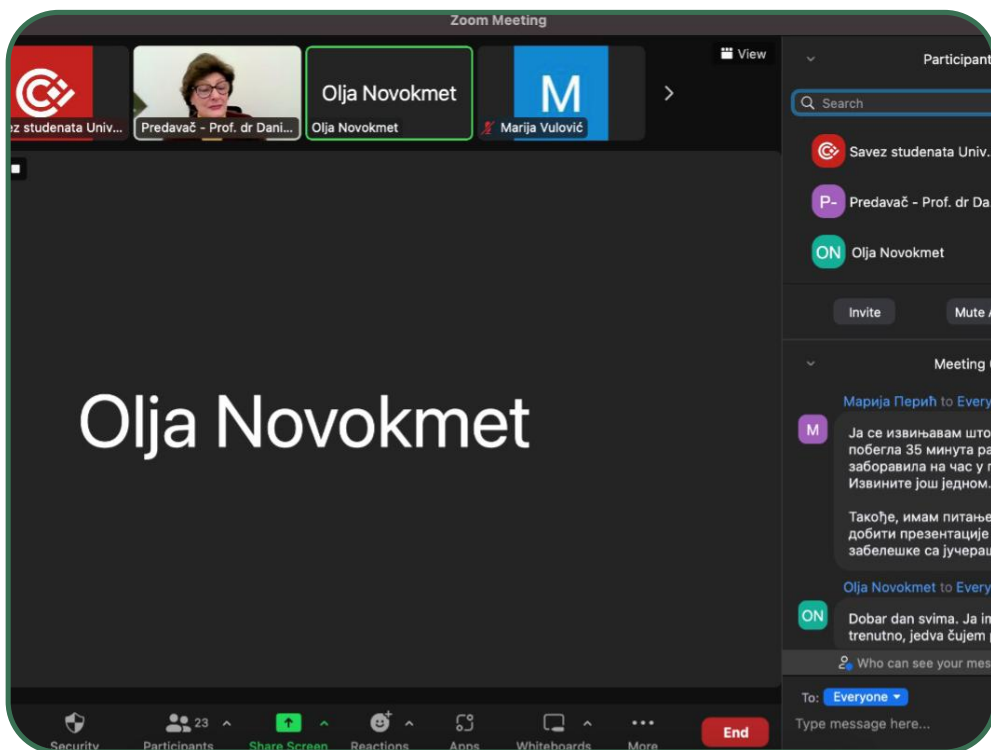 Zoom Meeting
View
ez studenata Univ...
Predavač - Prof. dr Dani...
Olja Novokmet
Olja Novokmet
M
Marija Vulović
Olja Novokmet
Participant
Search
Savez studenata Univ..
P- Predavač - Prof. dr Da.
ON Olja Novokmet
Invite
Mute
Meeting
Марија Перић to Every
M
Ја се извињавам што
побегла 35 минута ра
заборавила на час у
Извините још једном.
Такође, имам питање
добити презентације
забелешке са јучераш
Olja Novokmet to Every
ON
Dobar dan svima. Ja im
trenutno, jedva čujem
Who can see your mes
To: Everyone
Type message here...
Security
23
Participants
Share Screen
Reactions
Apps
Whiteboards
More
End